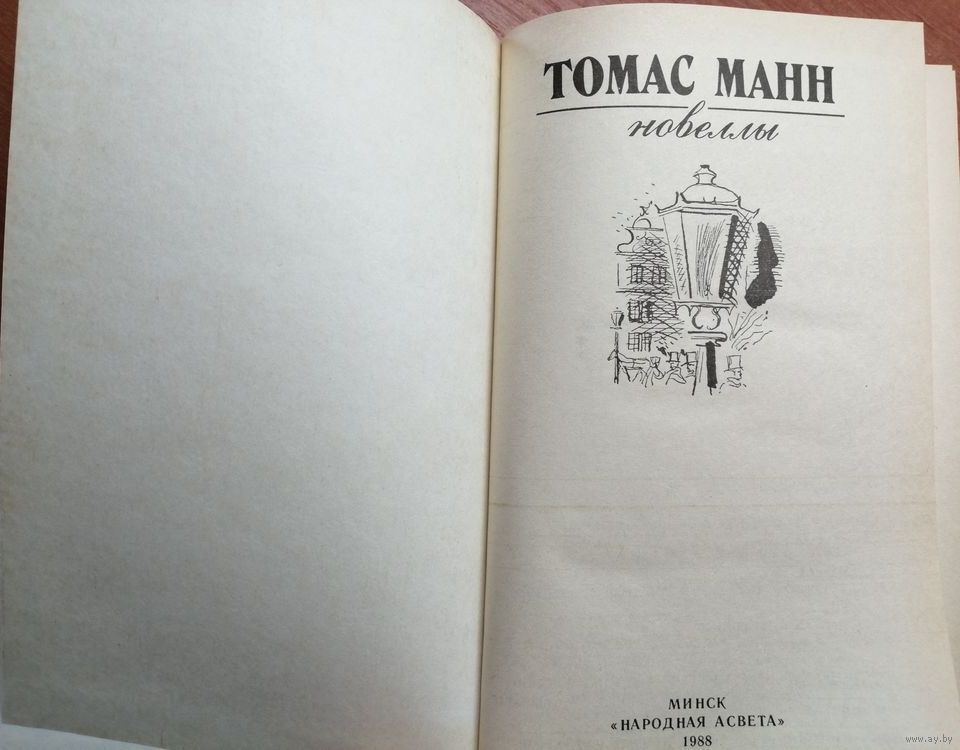 ТОМАС МАНН
новеллы
МИНСК
«НАРОДНАЯ АСВЕТА»
1988
www.ay.by